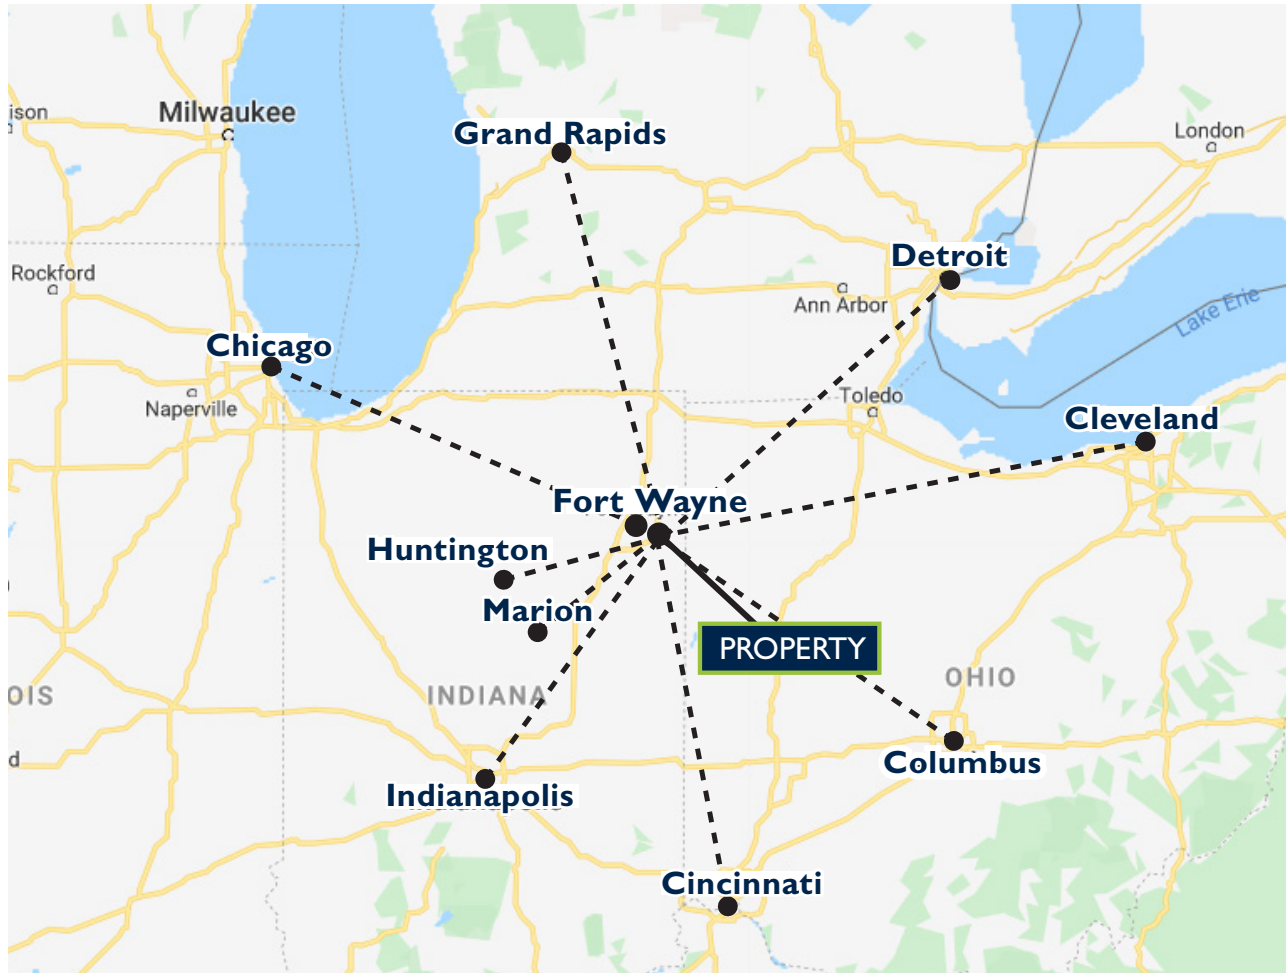 ison
Milwaukee
Grand Rapids
London
Rockford
Detroit
Ann Arbor
Lake Erie
Chicago
Naperville
Toledo
Cleveland
Fort Wayne
Huntington
Marion
PROPERTY
OHIO
OIS
INDIANA
d
Columbus
Indianapolis
Cincinnati